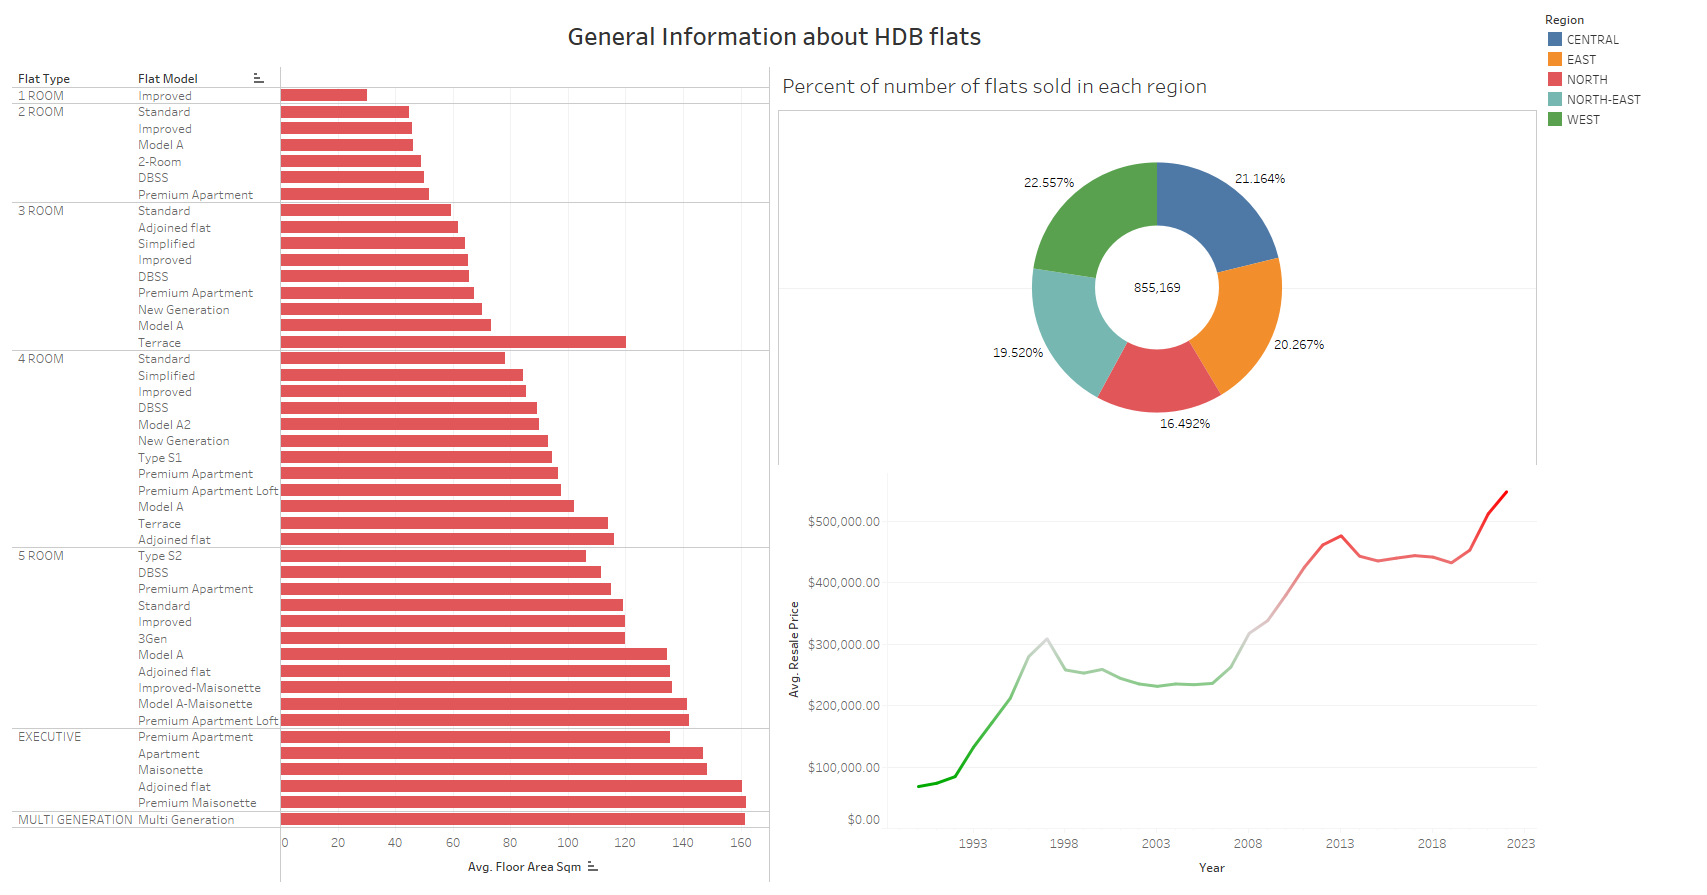 General Information about HDB flats
Flat Type Flat Model
1 ROOM Improved
2 ROOM Standard
Improved
Model A
2-Room
DBSS
Premium Apartment
3 ROOM Standard
Adjoined flat
Simplified
Improved
DBSS
Premium Apartment
New Generation
Model A
Terrace
4 ROOM Standard
Simplified
Improved
DBSS
Model A2
New Generation
Type S1
Premium Apartment
Premium Apartment Loft
Model A
Terrace
Adjoined flat
5 ROOM Type S2
DBSS
Premium Apartment
Standard
Improved
3Gen
Model A
Adjoined flat
Improved-Maisonette
Model A-Maisonette
Premium Apartment Loft
EXECUTIVE Premium Apartment
Apartment
Maisonette
Adjoined flat
Premium Maisonette
MULTI GENERATION Multi Generation
0 20 40 60 80 100 120 140 160
Avg. Floor Area Sqm
Percent of number of flats sold in each region
22.557% 21.164%
855,169
19.520% 20.267%
16.492%
$500,000.00
$400,000.00
$300,000.00
$200,000.00
$100,000.00
$0.00
Avg. Resale Price
1993 1998 2003 2008 2013 2018 2023
Year
Region
CENTRAL
EAST
NORTH
NORTH-EAST
WEST